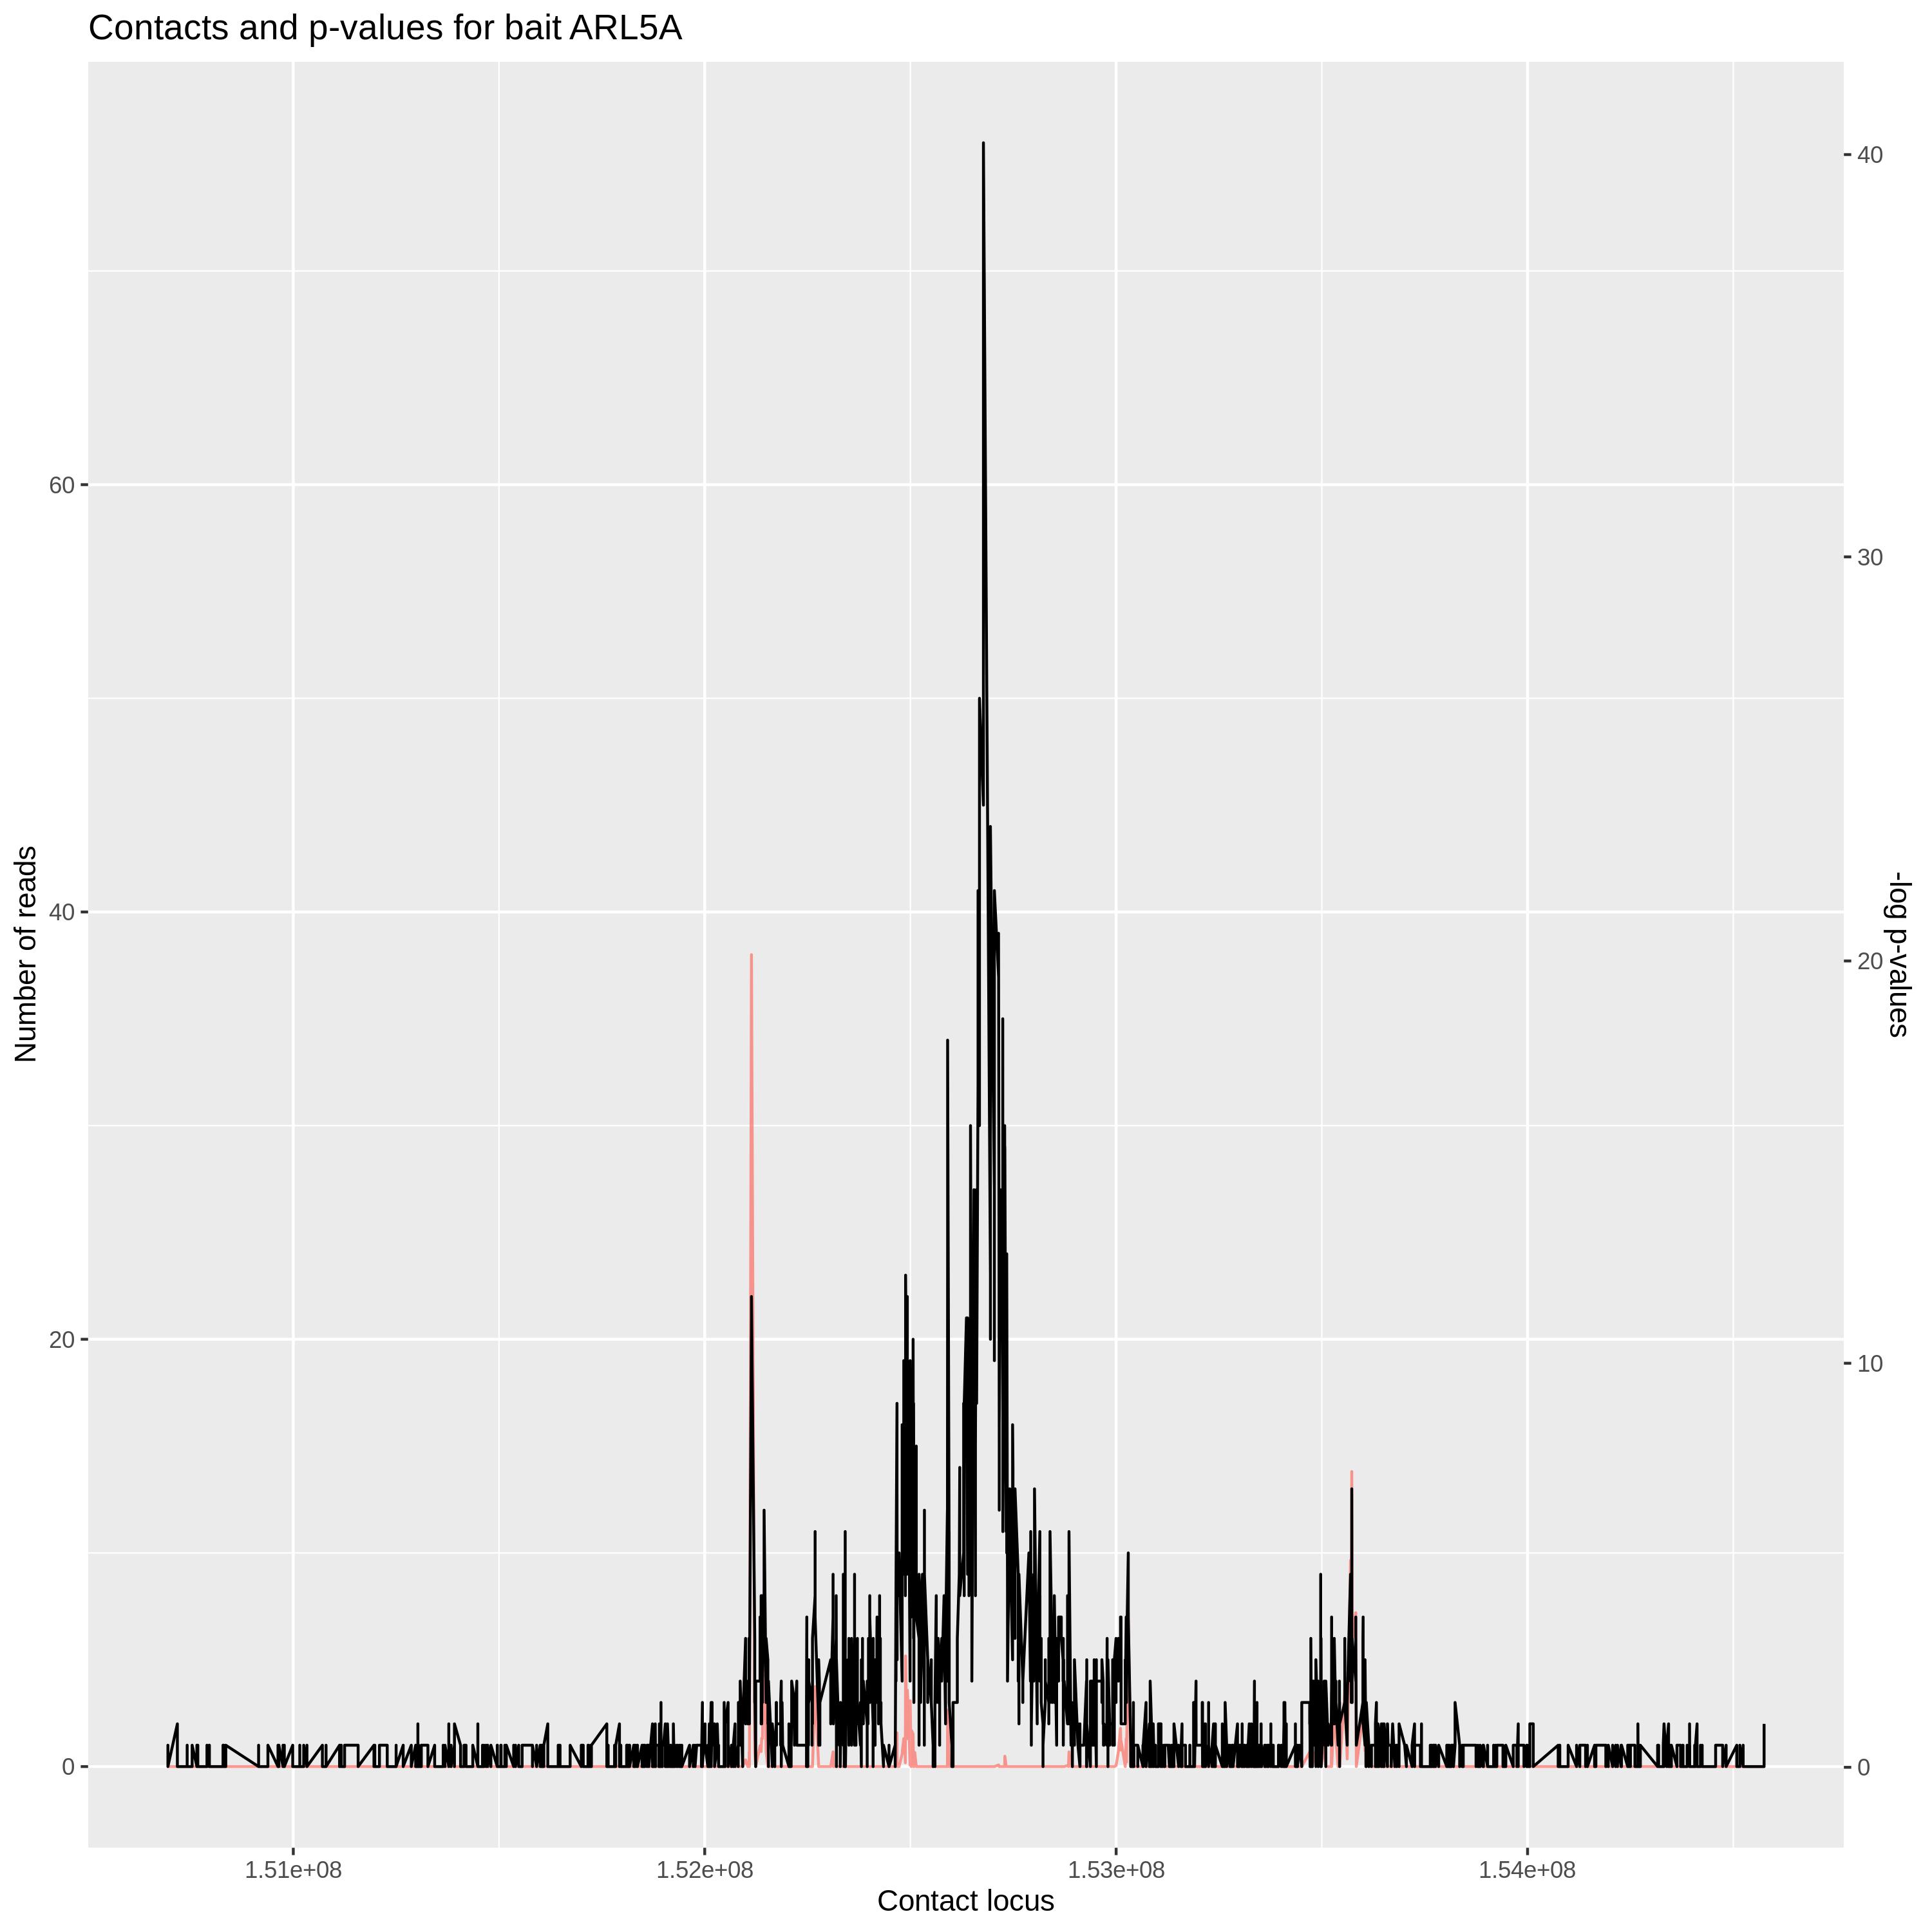 Contacts and p-values for bait ARL5A
Number of reads
60
40
20
0
40
30
20
10
0
-log p-values
1.51e+08
1.52e+08
1.53e+08
1.54e+08
Contact locus